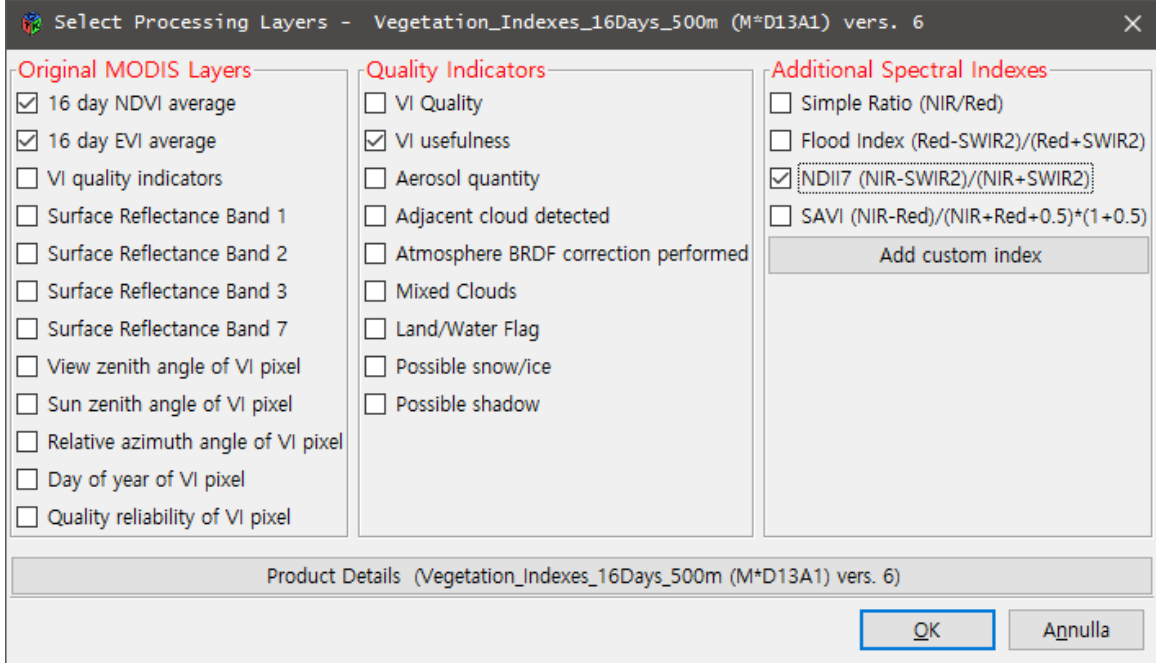 Select Processing Layers - Vegetation_Indexes_16Days_500m (M*D13A1) vers. 6
Original MODIS Layers
16 day NDVI average
16 day EVI average
VI quality indicators
Surface Reflectance Band 1
Surface Reflectance Band 2
Surface Reflectance Band 3
Surface Reflectance Band 7
View zenith angle of VI pixel
Sun zenith angle of VI pixel
Relative azimuth angle of VI pixel
Day of year of VI pixel
Quality reliability of VI pixel
Quality Indicators
VI Quality
VI usefulness
Aerosol quantity
Adjacent cloud detected
Atmosphere BRDF correction performed
Mixed Clouds
Land/Water Flag
Possible snow/ice
Possible shadow
Additional Spectral Indexes
Simple Ratio (NIR/Red)
Flood Index (Red-SWIR2)/(Red+SWIR2)
NDII7 (NIR-SWIR2)/(NIR+SWIR2)
SAVI (NIR-Red)/(NIR+Red+0.5)*(1+0.5)
Add custom index
Product Details (Vegetation_Indexes_16Days_500m (M*D13A1) vers. 6)
OK
Annulla